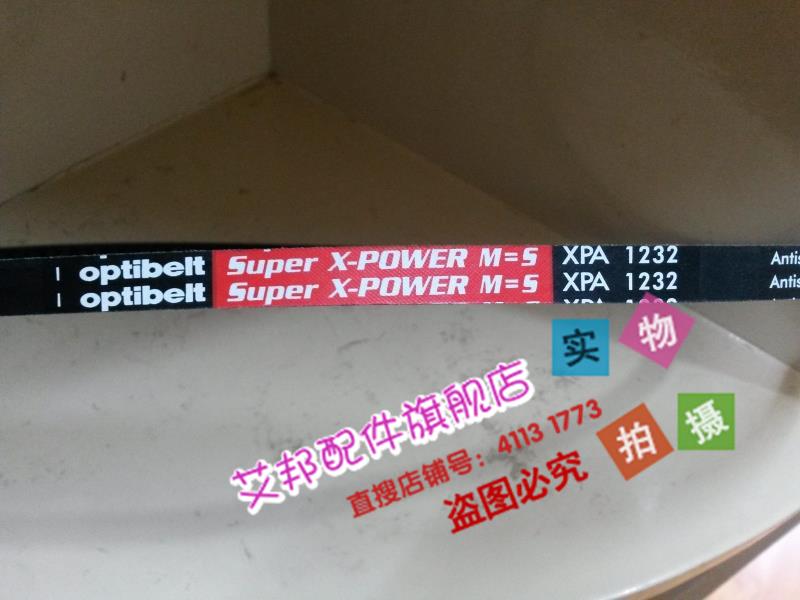 optibelt Super X-POWER M=S XPA 1232 Antis
optibelt Super X-POWER M=S XPA 1232 Antis
M=S XPA
实物
拍摄
艾邦配件旗舰店
直搜店铺号：4113 1773
盗图必究